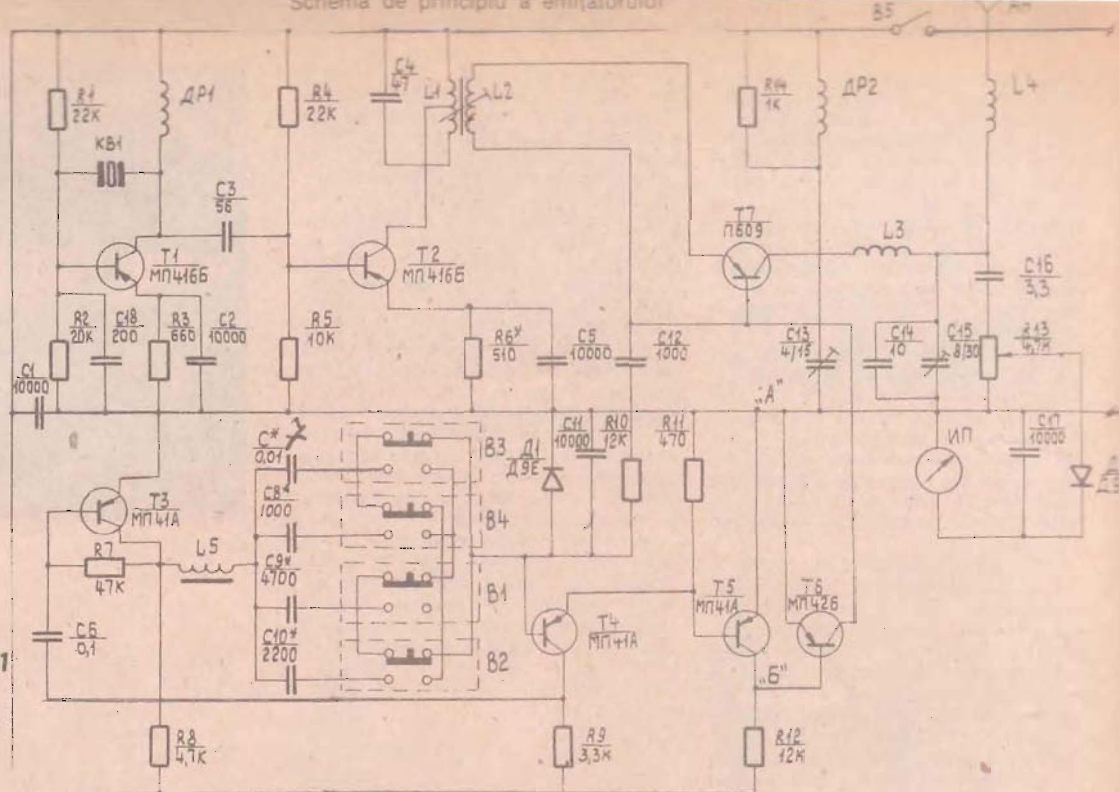 Schema de principiu a emițătorului
B5
R1
22K
ДР1
R4
22K
C4
47
L1
L2
R14
1K
ДР2
L4
КВ1
C3
56
T1
МП416Б
T2
МП416Б
T7
П609
L3
C16
3,3
R2
20K
C18
200
R3
660
C2
10000
R5
10K
R6*
510
C5
10000
C12
1000
C13
4/15
C14
10
C15
8/30
R13
4,7K
C1
10000
„А"
C*7
0,01
B3
Д1
Д9Е
C11
10000
R10
12K
R11
470
ИП
C17
10000
C8*
1000
B4
T3
МП41А
R7
47K
L5
C9*
4700
B1
T4
МП41А
T5
МП41А
T6
МП42Б
C6
0,1
C10*
2200
B2
„Б"
1
R8
4,7K
R9
3,3K
R12
12K